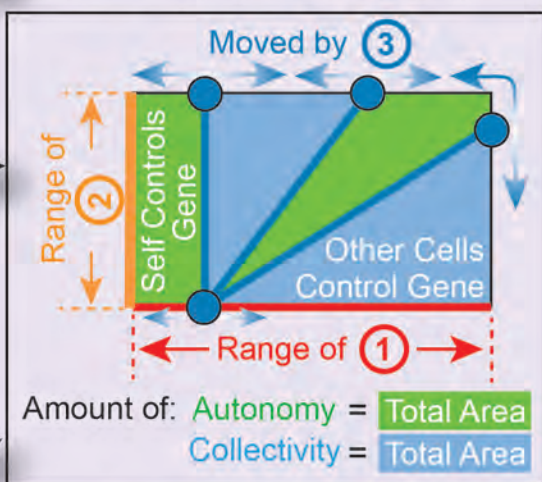 Moved by 3
Range of
2
Self Controls
Gene
Other Cells
Control Gene
Range of 1
Amount of: Autonomy = Total Area
Collectivity = Total Area